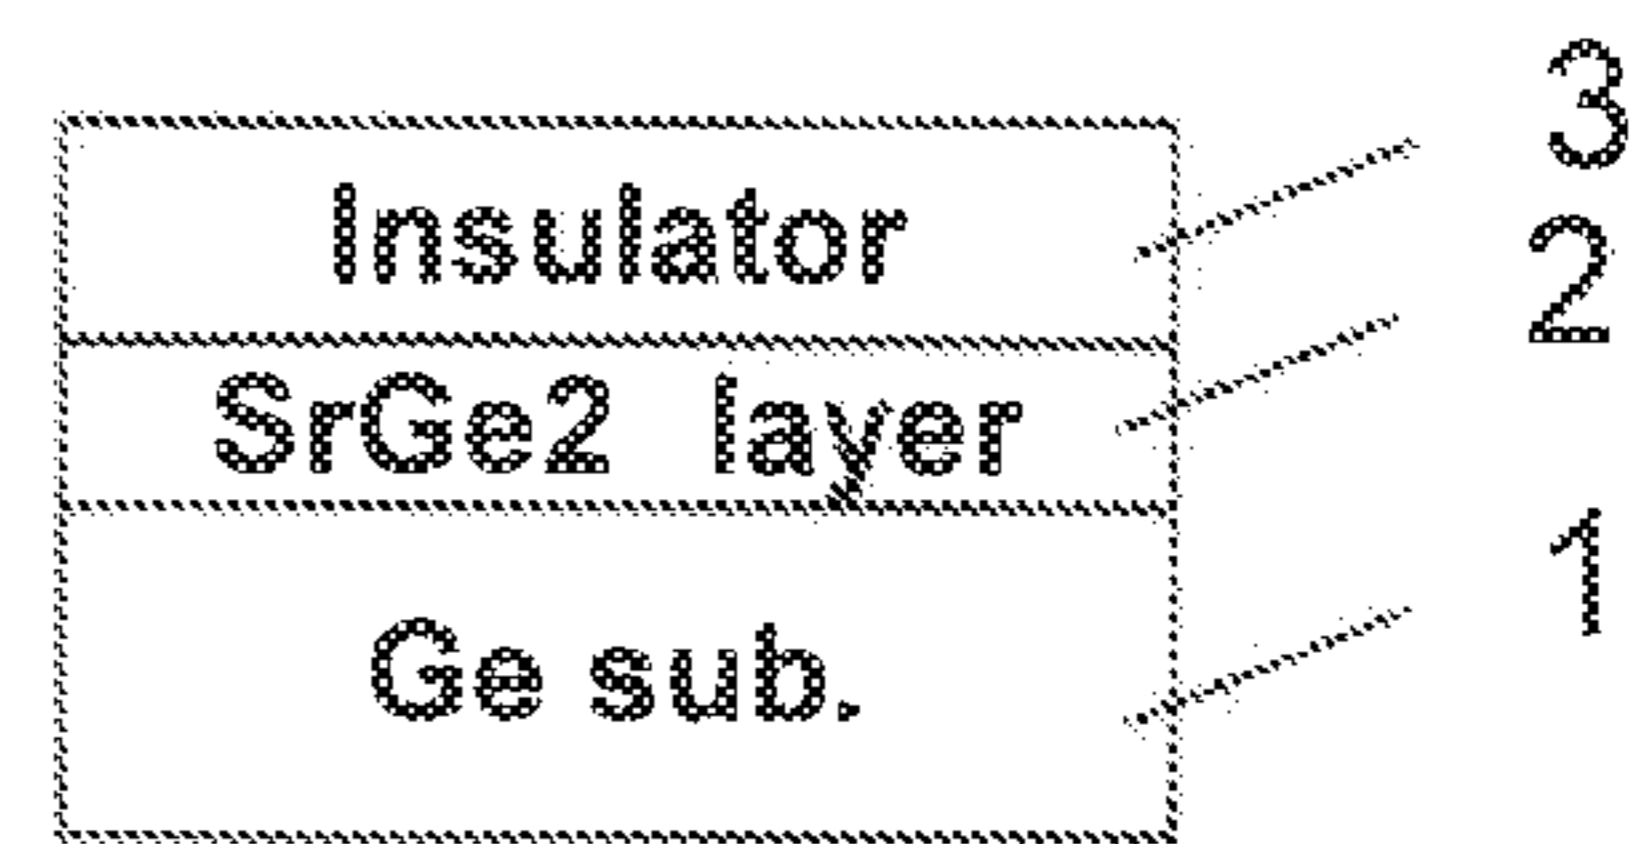 3
Insulator
2
SrGe2 layer
1
Ge sub.